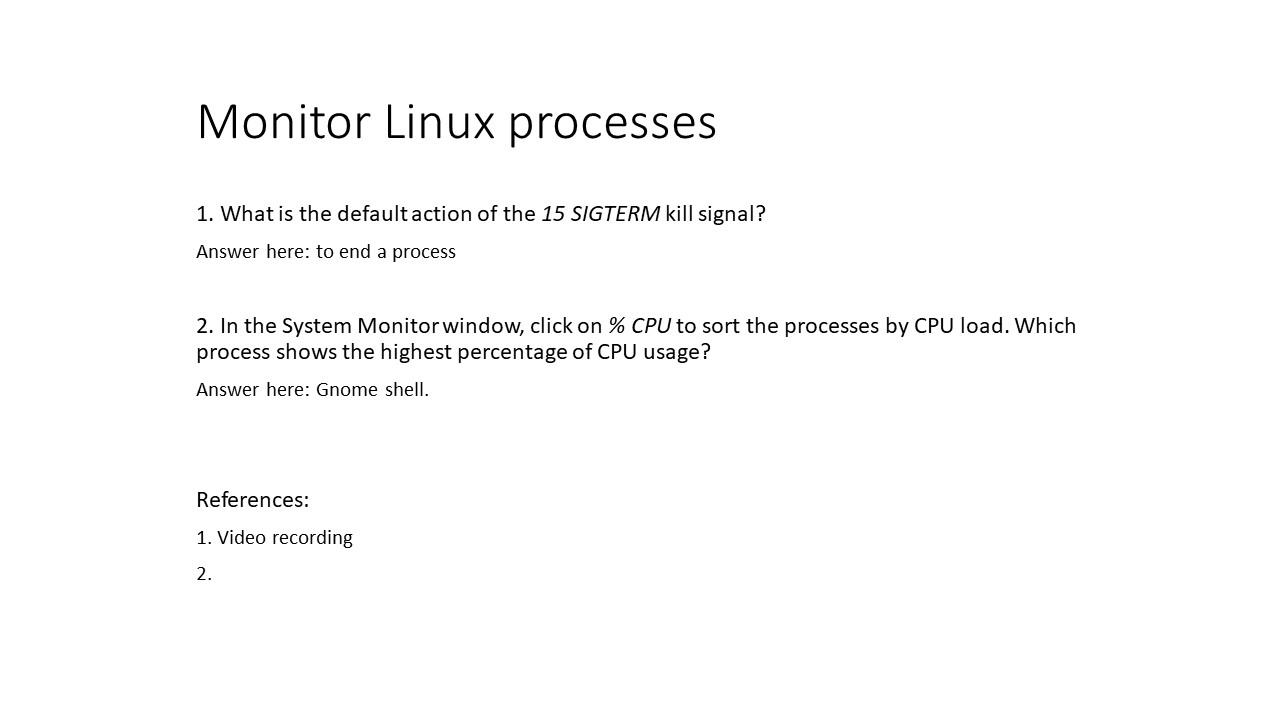 Monitor Linux processes
1. What is the default action of the 15 SIGTERM kill signal?
Answer here: to end a process
2. In the System Monitor window, click on % CPU to sort the processes by CPU load. Which
process shows the highest percentage of CPU usage?
Answer here: Gnome shell.
References:
1. Video recording
2.